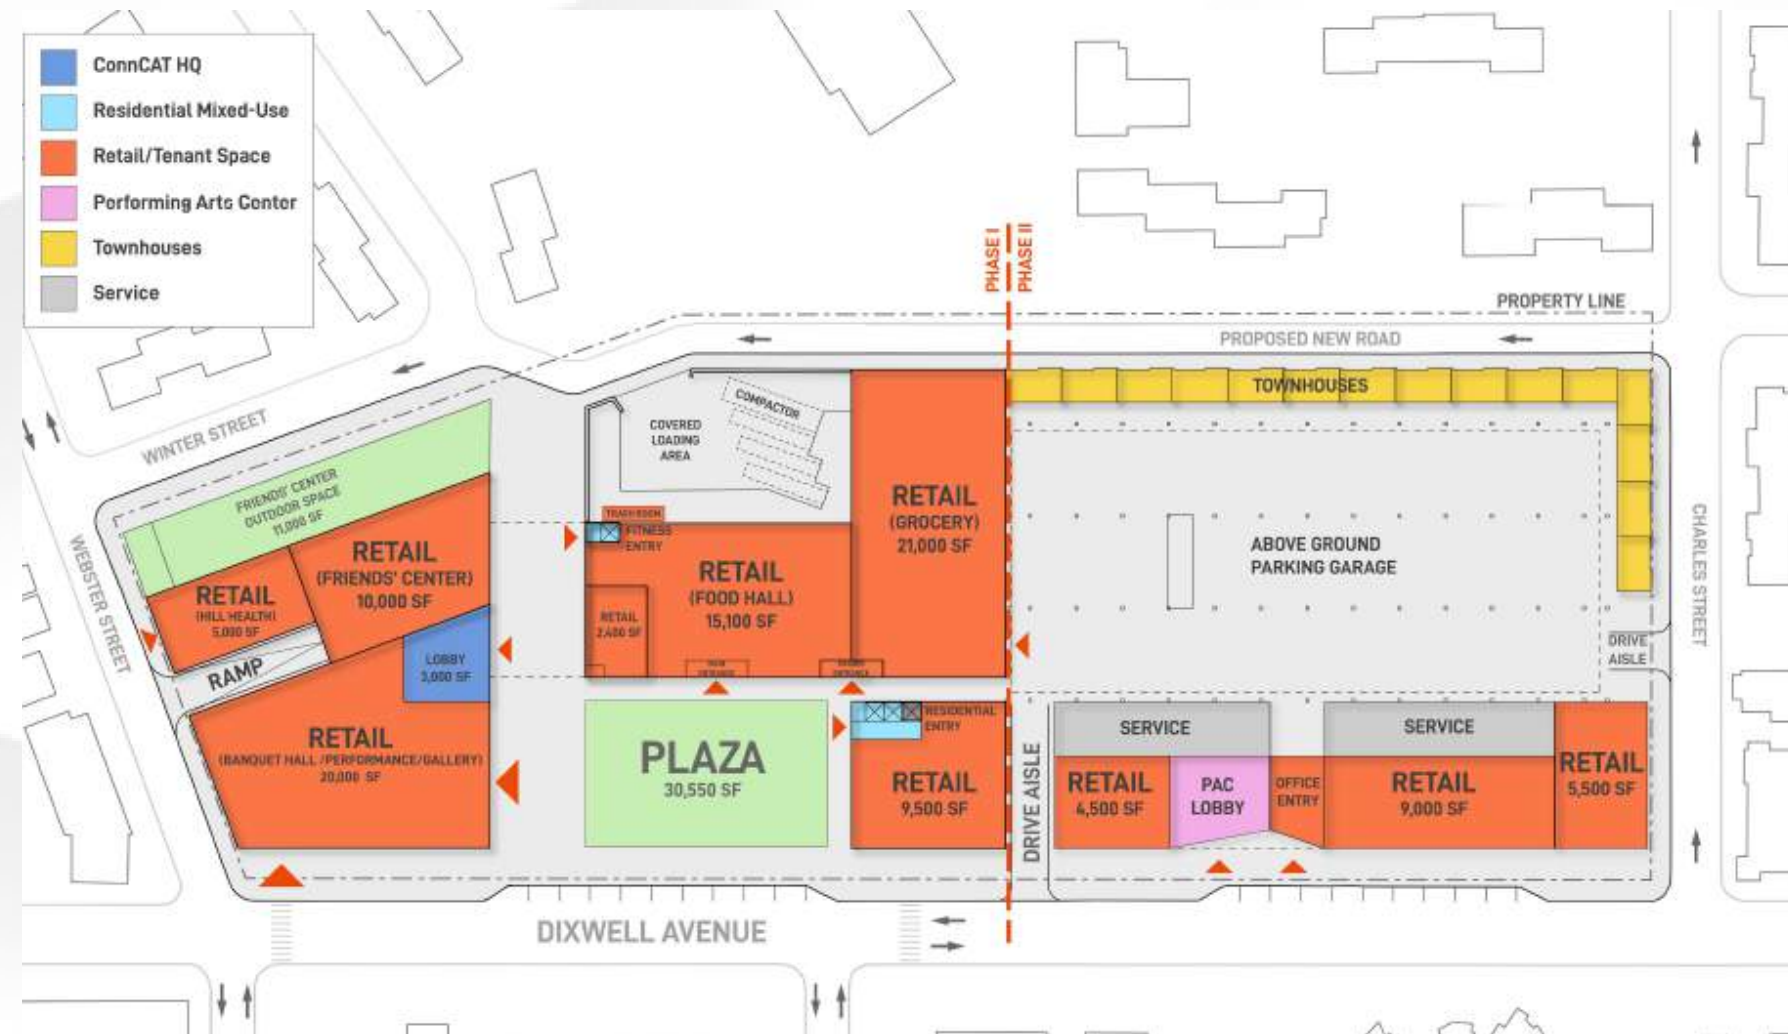 ConnCAT HQ
Residential Mixed-Use
Retail/Tenant Space
Performing Arts Center
Townhouses
Service
PHASE I
PHASE II
PROPERTY LINE
PROPOSED NEW ROAD
WINTER STREET
WEBSTER STREET
CHARLES STREET
DIXWELL AVENUE
FRIENDS' CENTER
OUTDOOR SPACE
11,000 SF
RETAIL
(HILL HEALTH)
5,000 SF
RETAIL
(FRIENDS' CENTER)
10,000 SF
RAMP
LOBBY
3,000 SF
RETAIL
(BANQUET HALL /PERFORMANCE/GALLERY)
20,000 SF
COVERED
LOADING
AREA
COMPACTOR
TRASH ROOM
FITNESS
ENTRY
RETAIL
2,400 SF
RETAIL
(FOOD HALL)
15,100 SF
RETAIL
(GROCERY)
21,000 SF
PLAZA
30,550 SF
RESIDENTIAL
ENTRY
RETAIL
9,500 SF
DRIVE AISLE
TOWNHOUSES
ABOVE GROUND
PARKING GARAGE
DRIVE
AISLE
SERVICE
SERVICE
RETAIL
4,500 SF
PAC
LOBBY
OFFICE
ENTRY
RETAIL
9,000 SF
RETAIL
5,500 SF